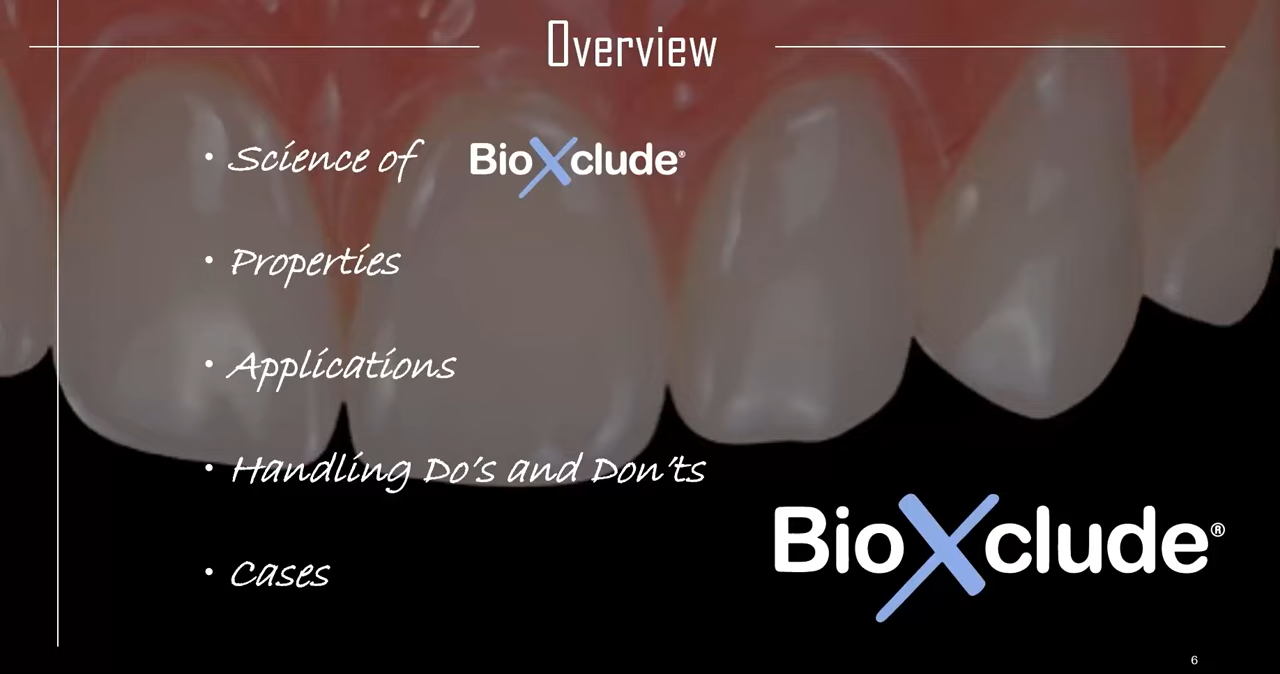 Overview
• Science of BioXclude®
• Properties
• Applications
• Handling Do's and Don'ts
• Cases
BioXclude®
6